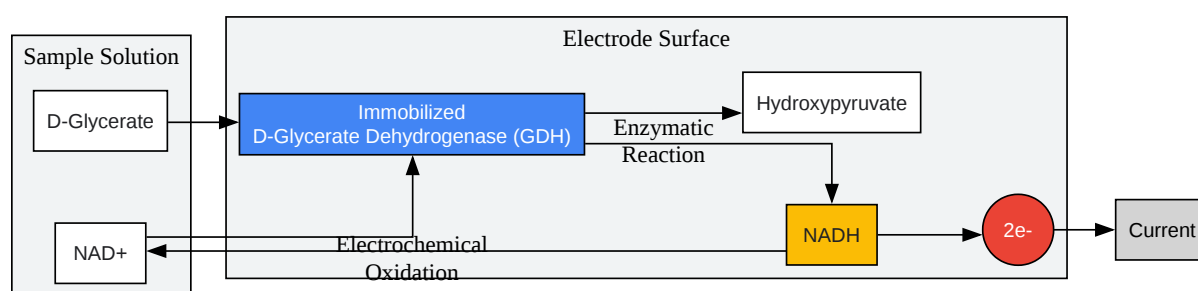 Electrode Surface
Sample Solution
D-Glycerate
Immobilized
D-Glycerate Dehydrogenase (GDH)
Hydroxypyruvate
Enzymatic
Reaction
NAD+
Electrochemical
Oxidation
NADH
2e-
Current